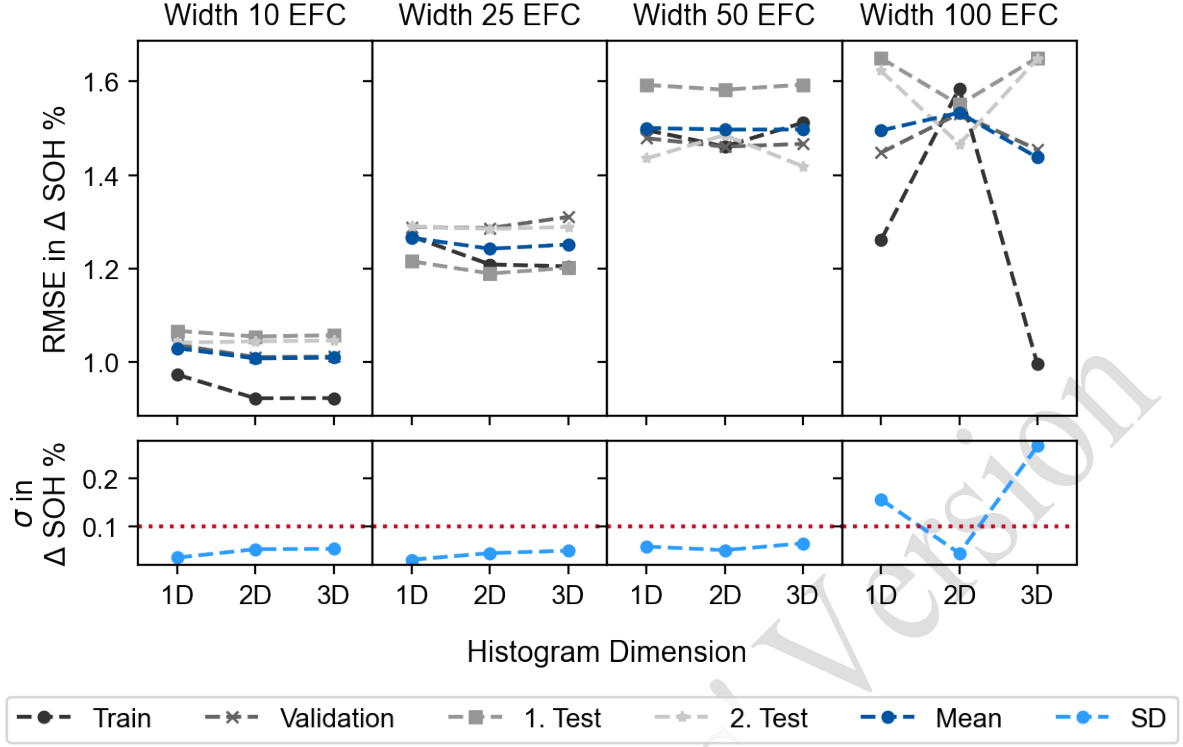 Width 10 EFC
Width 25 EFC
Width 50 EFC
Width 100 EFC
RMSE in Δ SOH %
1.6
1.4
1.2
1.0
σ in
Δ SOH %
0.2
0.1
1D 2D 3D
1D 2D 3D
1D 2D 3D
1D 2D 3D
Histogram Dimension
Train
Validation
1. Test
2. Test
Mean
SD
Version